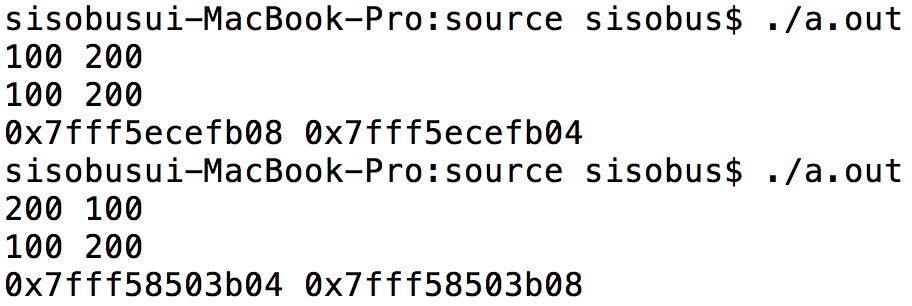 sisobusui-MacBook-Pro:source sisobus$ ./a.out
100 200
100 200
0x7fff5ecefb08 0x7fff5ecefb04
sisobusui-MacBook-Pro:source sisobus$ ./a.out
200 100
100 200
0x7fff58503b04 0x7fff58503b08